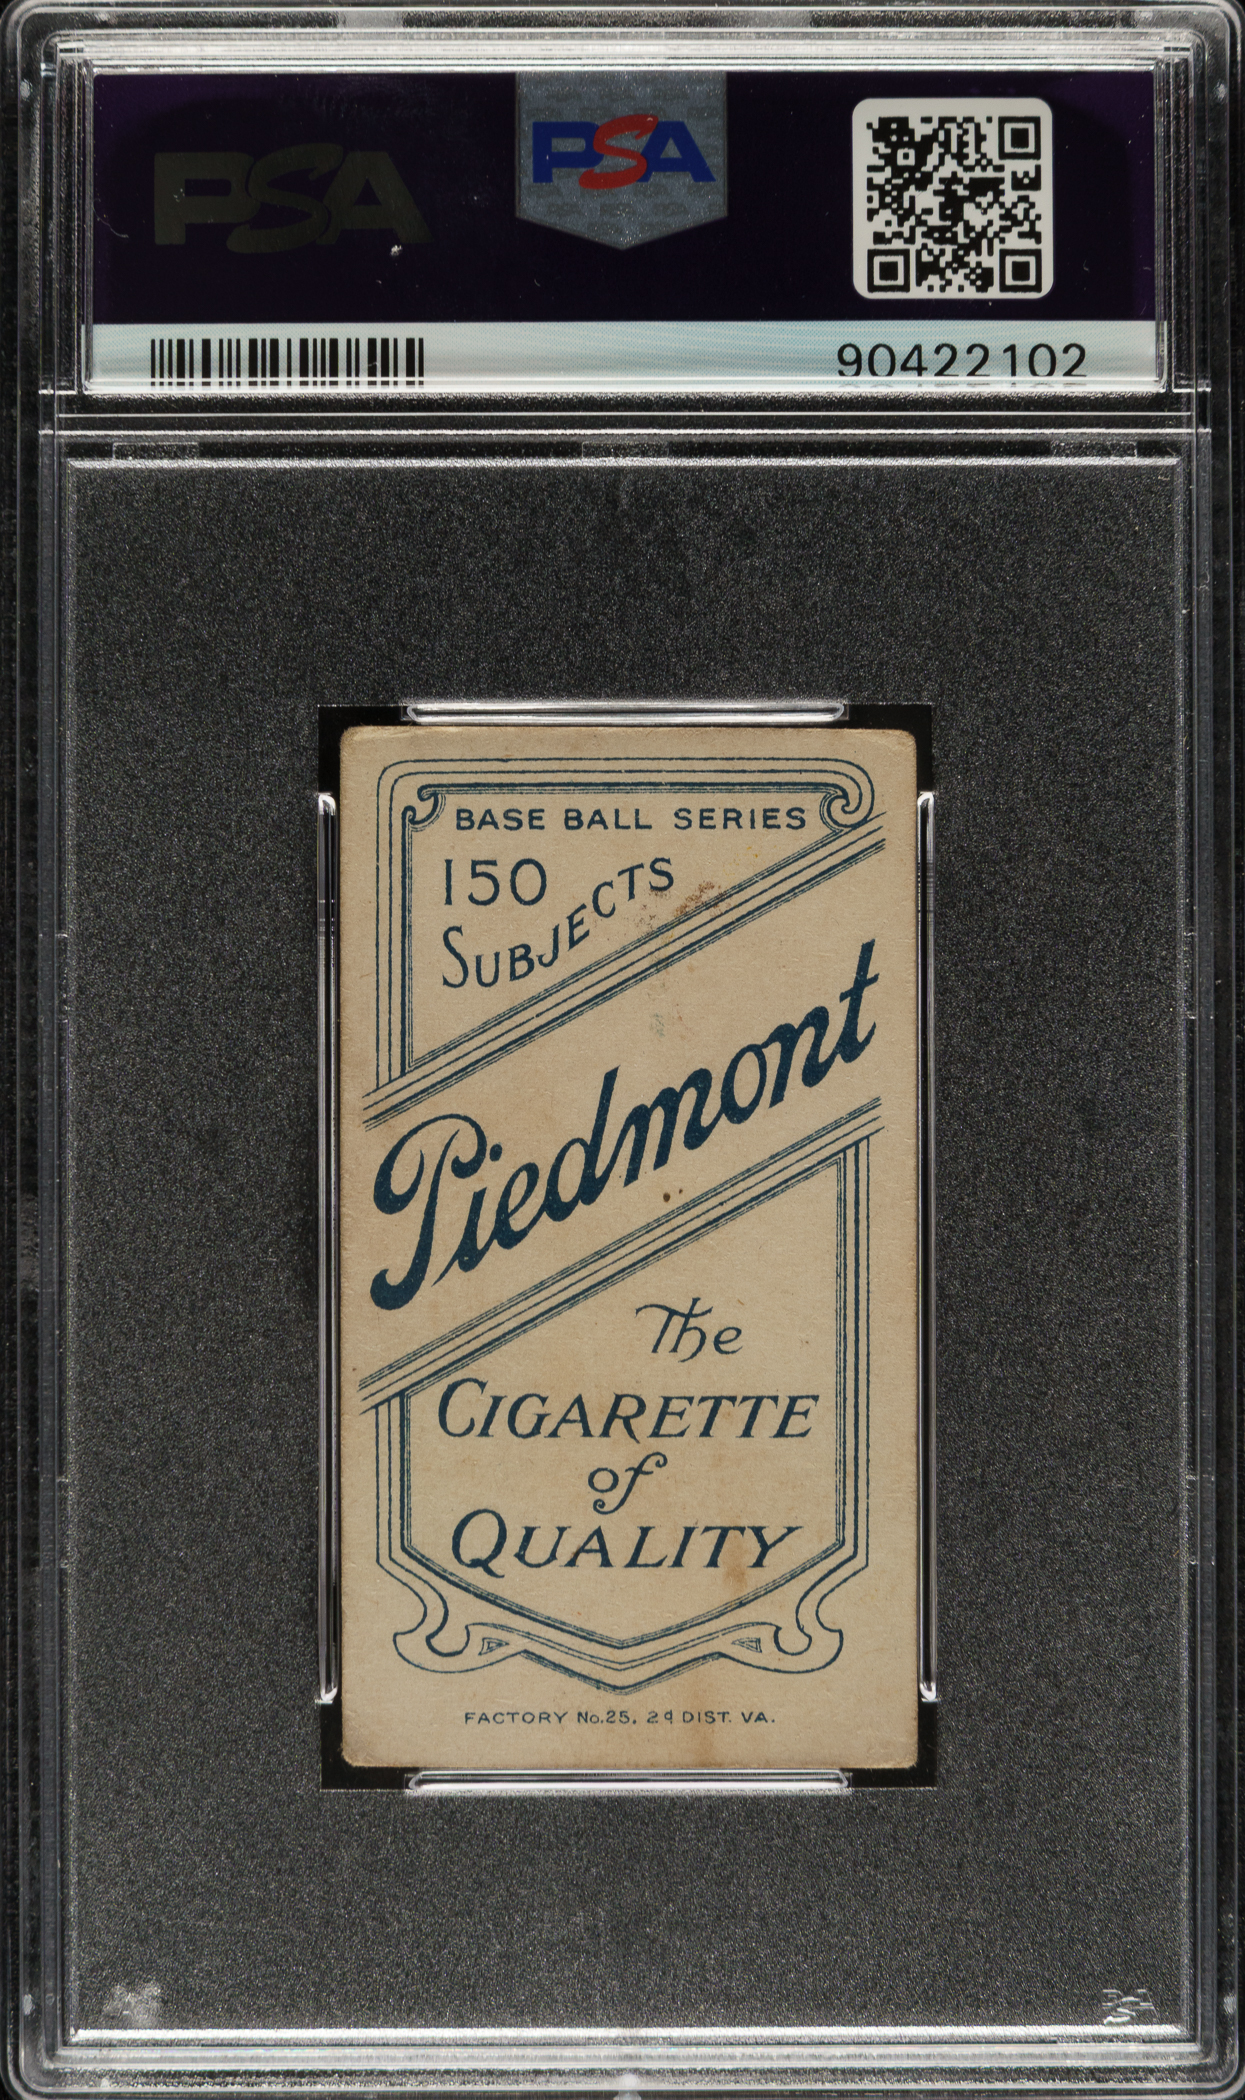 PSA
PSA
90422102
BASE BALL SERIES
150
SUBJECTS
Piedmont
The
CIGARETTE
of
QUALITY
FACTORY No.25, 2d DIST. VA.
PSA